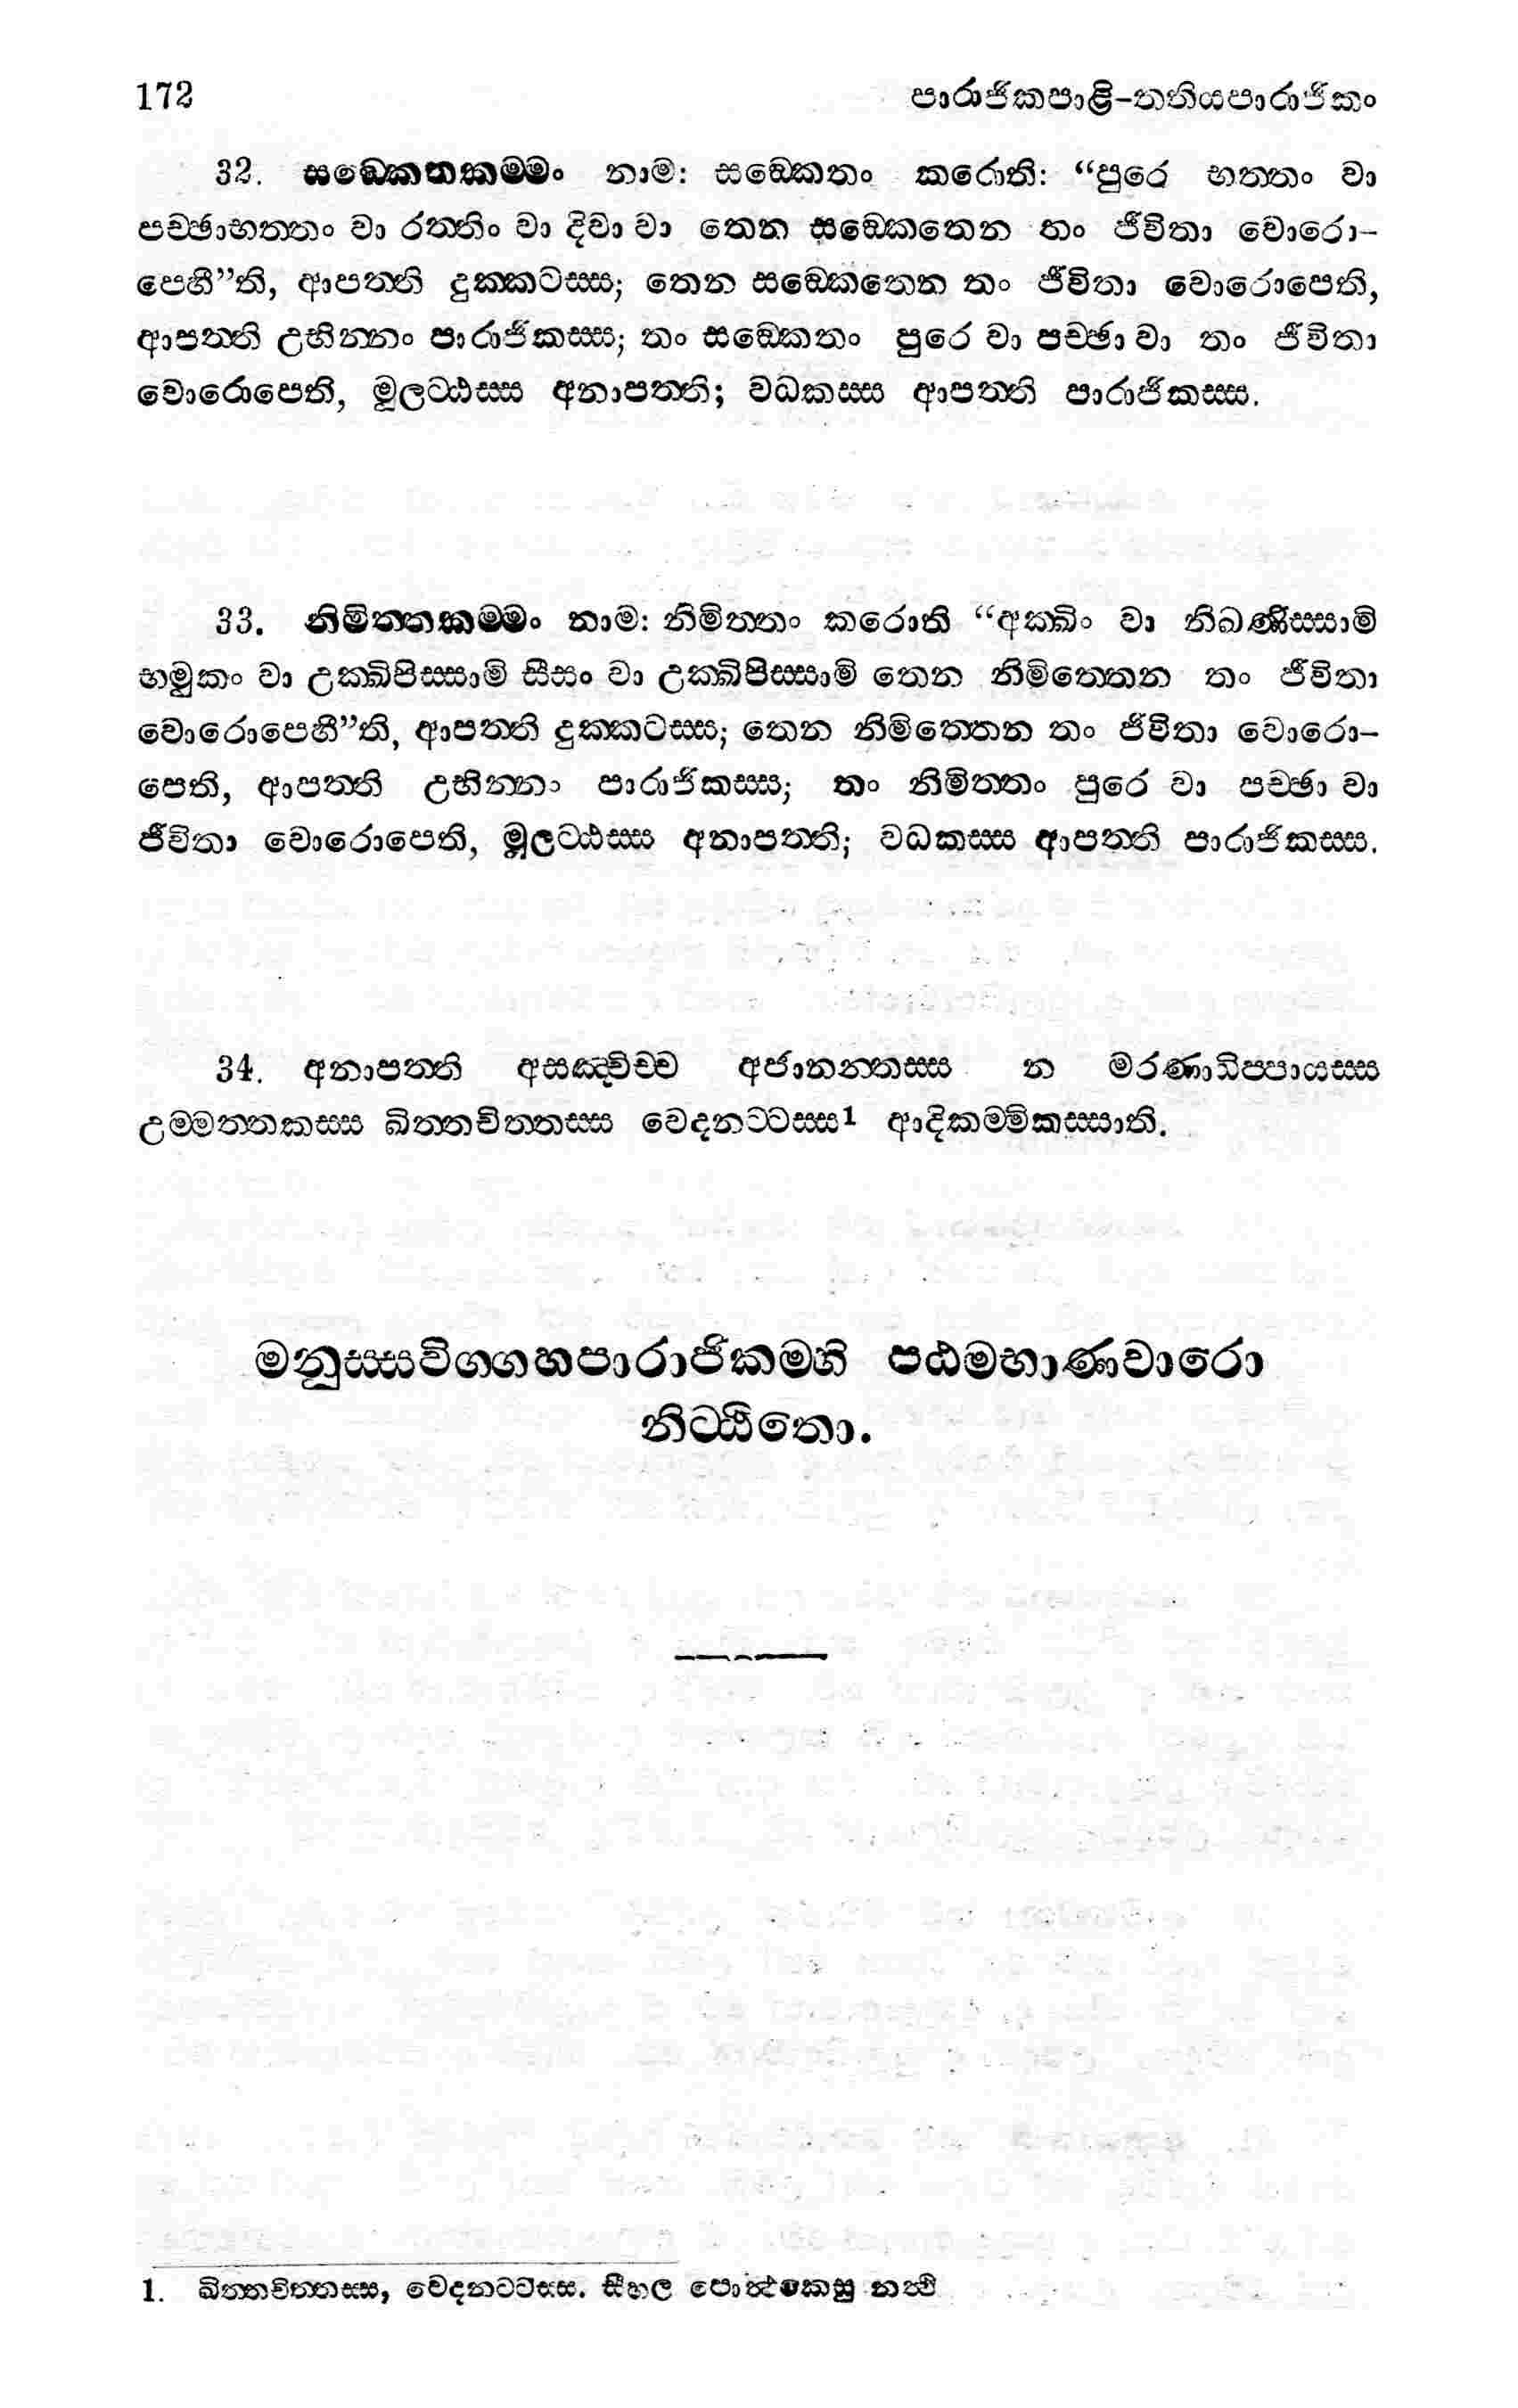 172 පාරාජිකපාළි-තතියපාරාජිකං
32. සඞ්කෙතකම්මං නාම: සඞ්කෙතං කරොති: “පුරෙ භත්තං වා
පච්ඡාභත්තං වා රත්තිං වා දිවා වා තෙන සඞ්කෙතෙන තං ජීවිතා වොරො-
පෙහී”ති, ආපත්ති දුක්කටස්ස; තෙන සඞ්කෙතෙන තං ජීවිතා වොරොපෙති,
ආපත්ති උභින්නං පාරාජිකස්ස; තං සඞ්කෙතං පුරෙ වා පච්ඡා වා තං ජීවිතා
වොරොපෙති, මූලට්ඨස්ස අනාපත්ති; වධකස්ස ආපත්ති පාරාජිකස්ස.
33. නිමිත්තකම්මං නාම: නිමිත්තං කරොති “අක්ඛිං වා නිඛණිස්සාමි
භමුකං වා උක්ඛිපිස්සාමි සීසං වා උක්ඛිපිස්සාමි තෙන නිමිත්තෙන තං ජීවිතා
වොරොපෙහී”ති, ආපත්ති දුක්කටස්ස; තෙන නිමිත්තෙන තං ජීවිතා වොරො-
පෙති, ආපත්ති උභින්නං පාරාජිකස්ස; තං නිමිත්තං පුරෙ වා පච්ඡා වා
ජීවිතා වොරොපෙති, මූලට්ඨස්ස අනාපත්ති; වධකස්ස ආපත්ති පාරාජිකස්ස.
34. අනාපත්ති අසඤ්චිච්ච අජානන්තස්ස න මරණාධිප්පායස්ස
උම්මත්තකස්ස ඛිත්තචිත්තස්ස වෙදනට්ටස්ස1 ආදිකම්මිකස්සාති.
මනුස්සවිග්ගහපාරාජිකම්හි පඨමභාණවාරො
නිට්ඨිතො.
1. ඛිත්තචිත්තස්ස, වෙදනට්ටස්ස. සීහල පොත්ථකෙසු නත්ථි